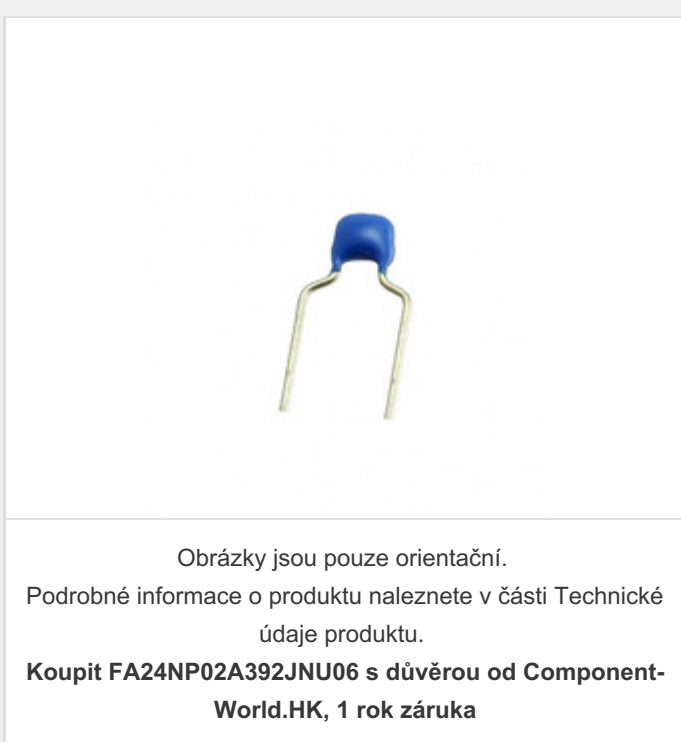 Obrázky jsou pouze orientační.
Podrobné informace o produktu naleznete v části Technické
údaje produktu.
Koupit FA24NP02A392JNU06 s důvěrou od Component-
World.HK, 1 rok záruka